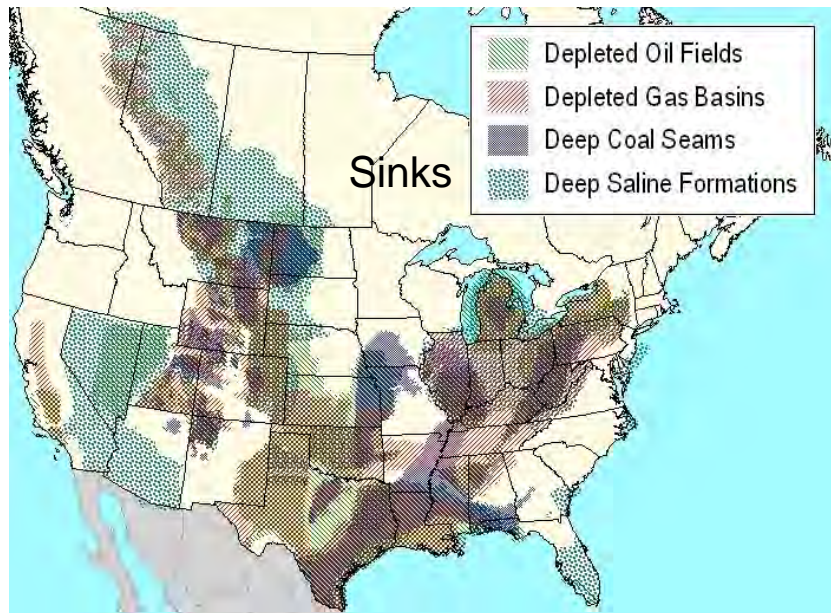 Depleted Oil Fields
Depleted Gas Basins
Deep Coal Seams
Deep Saline Formations
Sinks